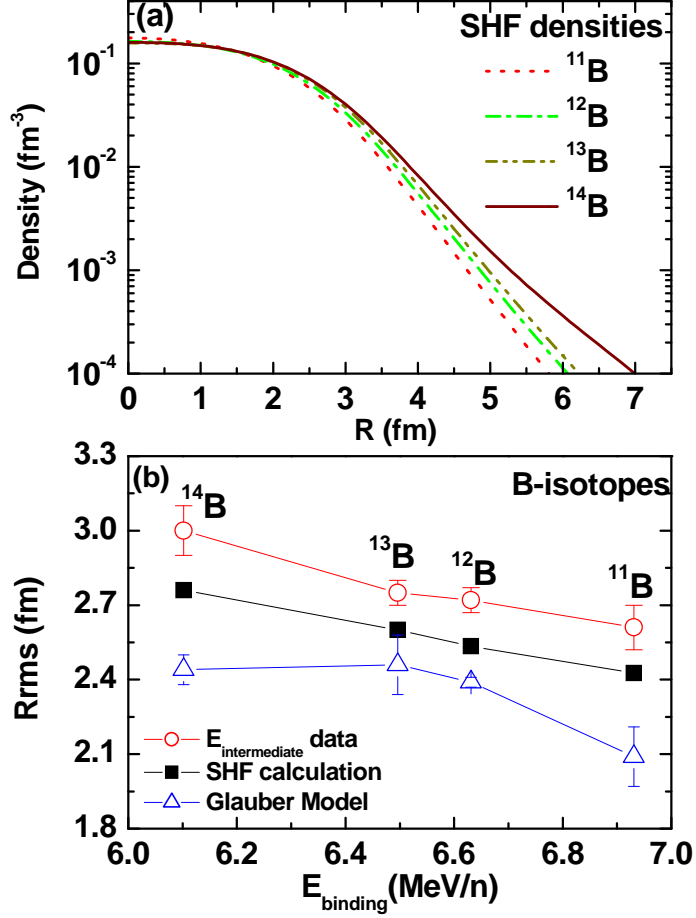 (a)
SHF densities
¹¹B
¹²B
¹³B
¹⁴B
Density (fm⁻³)
10⁻¹
10⁻²
10⁻³
10⁻⁴
0 1 2 3 4 5 6 7
R (fm)
(b)
B-isotopes
¹⁴B
¹³B
¹²B
¹¹B
Rrms (fm)
3.3
3.0
2.7
2.4
2.1
1.8
E_intermediate data
SHF calculation
Glauber Model
6.0 6.2 6.4 6.6 6.8 7.0
E_binding(MeV/n)